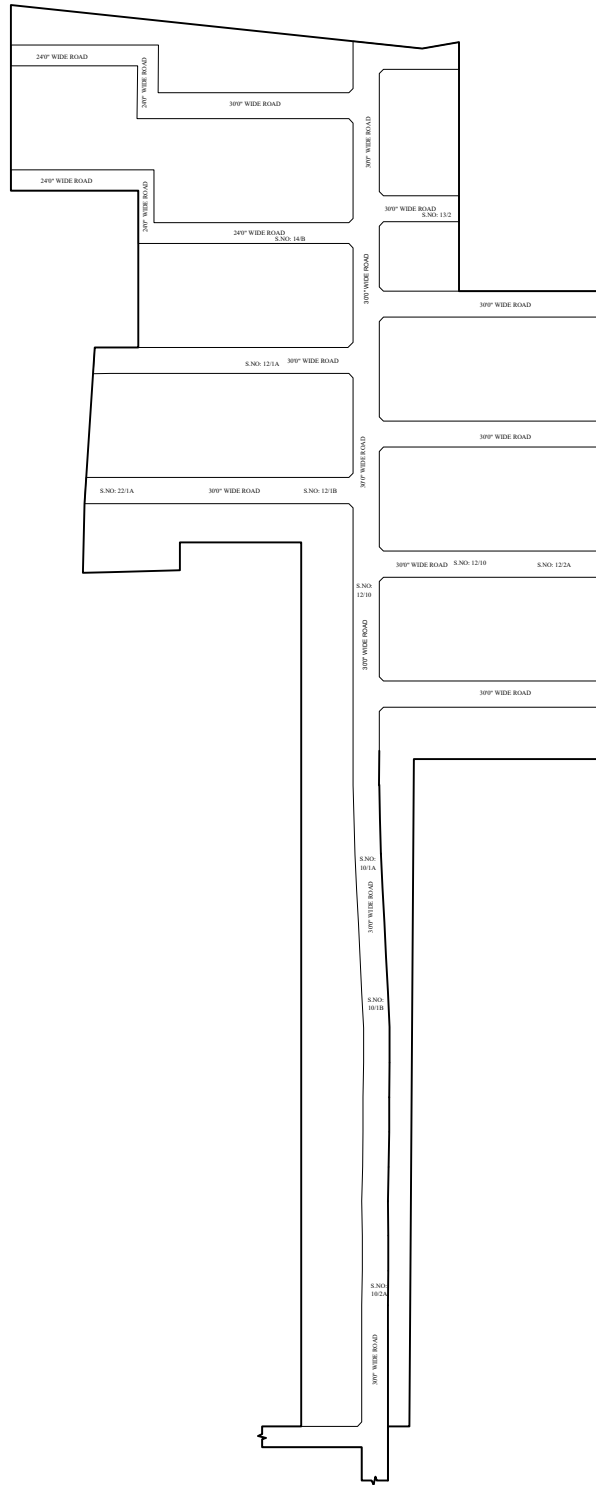 24'0" WIDE ROAD
24'0" WIDE ROAD
30'0" WIDE ROAD
30'0" WIDE ROAD
24'0" WIDE ROAD
24'0" WIDE ROAD
30'0" WIDE ROAD
S.NO: 13/2
24'0" WIDE ROAD
S.NO: 14/B
30'0" WIDE ROAD
30'0" WIDE ROAD
S.NO: 12/1A
30'0" WIDE ROAD
30'0" WIDE ROAD
30'0" WIDE ROAD
S.NO: 22/1A
30'0" WIDE ROAD
S.NO: 12/1B
30'0" WIDE ROAD
S.NO: 12/10
S.NO: 12/2A
S.NO:
12/10
30'0" WIDE ROAD
30'0" WIDE ROAD
S.NO:
10/1A
30'0" WIDE ROAD
S.NO:
10/1B
S.NO:
10/2A
30'0" WIDE ROAD